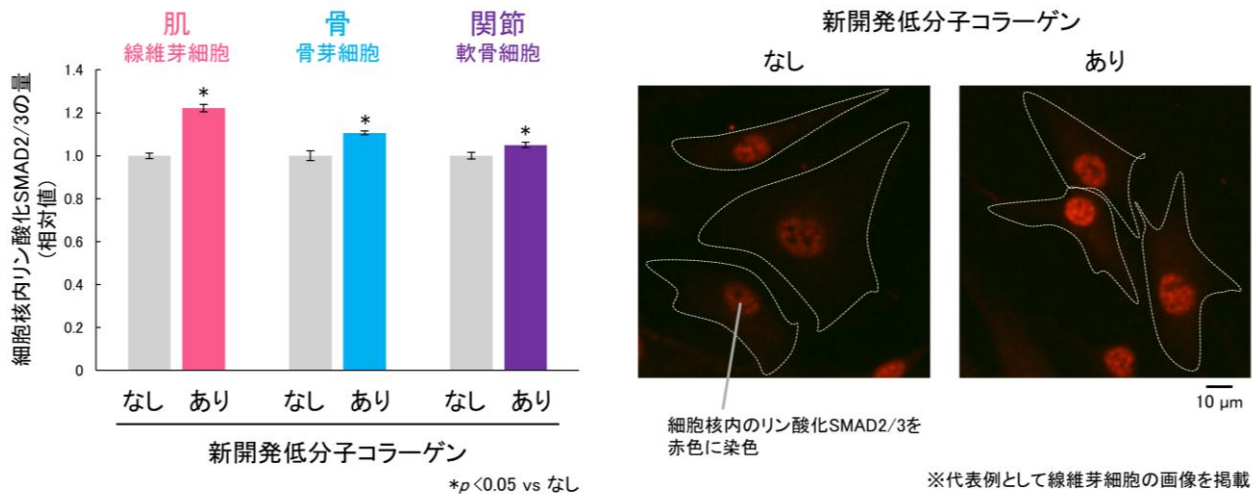 肌
線維芽細胞
骨
骨芽細胞
関節
軟骨細胞
細胞核内リン酸化SMAD2/3の量
(相対値)
1.4
1.2
1.0
0.8
0.6
0.4
0.2
0
*
*
*
なし
あり
なし
あり
なし
あり
新開発低分子コラーゲン
*p<0.05 vs なし
新開発低分子コラーゲン
なし
あり
10 μm
細胞核内のリン酸化SMAD2/3を
赤色に染色
※代表例として線維芽細胞の画像を掲載